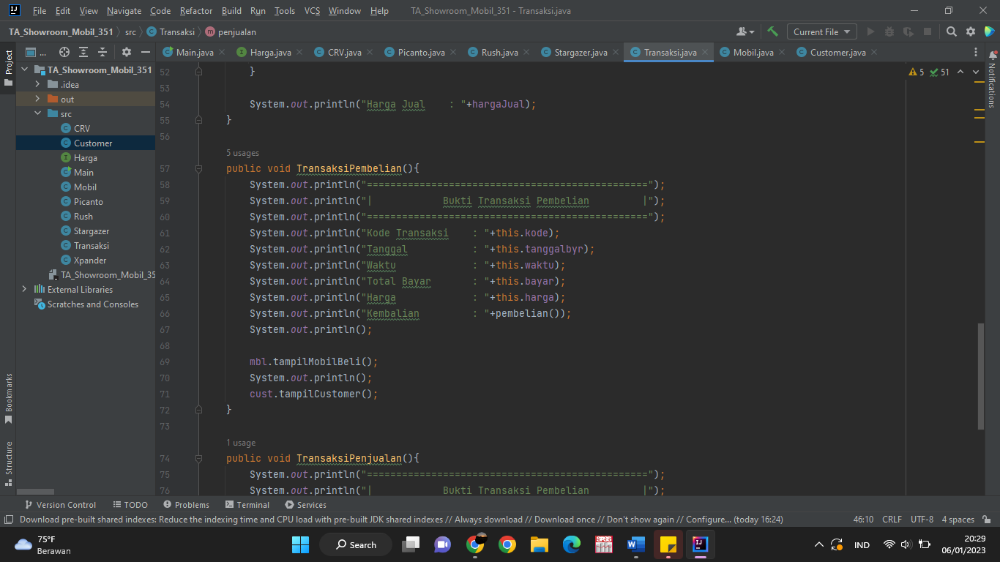 File Edit View Navigate Code Refactor Build Run Tools VCS Window Help TA_Showroom_Mobil_351 - Transaksi.java
TA_Showroom_Mobil_351 src Transaksi penjualan Current File
Project ... Main.java Harga.java CRV.java Picanto.java Rush.java Stargazer.java Transaksi.java Mobil.java Customer.java
TA_Showroom_Mobil_351
.idea
out
src
CRV
Customer
Harga
Main
Mobil
Picanto
Rush
Stargazer
Transaksi
Xpander
TA_Showroom_Mobil_35
External Libraries
Scratches and Consoles
Bookmarks
Structure
5 51
Notifications
52 }
53
54 System.out.println("Harga Jual    : "+hargaJual);
55 }
56
5 usages
57 public void TransaksiPembelian(){
58 System.out.println("================================================");
59 System.out.println("|            Bukti Transaksi Pembelian         |");
60 System.out.println("================================================");
61 System.out.println("Kode Transaksi    : "+this.kode);
62 System.out.println("Tanggal           : "+this.tanggalbyr);
63 System.out.println("Waktu             : "+this.waktu);
64 System.out.println("Total Bayar       : "+this.bayar);
65 System.out.println("Harga             : "+this.harga);
66 System.out.println("Kembalian         : "+pembelian());
67 System.out.println();
68
69 mbl.tampilMobilBeli();
70 System.out.println();
71 cust.tampilCustomer();
72 }
73
1 usage
74 public void TransaksiPenjualan(){
75 System.out.println("================================================");
76 System.out.println("|            Bukti Transaksi Pembelian         |");
Version Control TODO Problems Terminal Services
Download pre-built shared indexes: Reduce the indexing time and CPU load with pre-built JDK shared indexes // Always download // Download once // Don't show again // Configure... (today 16:24) 46:10 CRLF UTF-8 4 spaces
75°F
Berawan
Search
SPSS
IND
20:29
06/01/2023